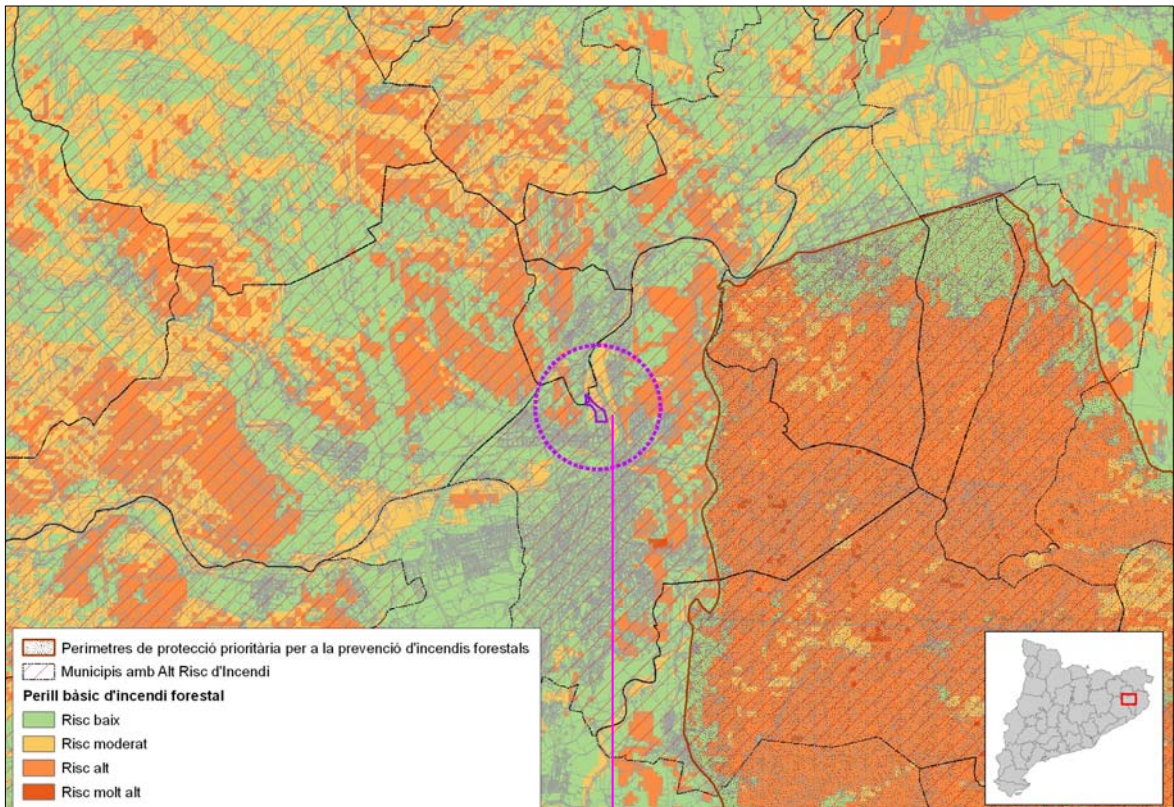 Perímetres de protecció prioritària per a la prevenció d'incendis forestals
Municipis amb Alt Risc d'Incendi
Perill bàsic d'incendi forestal
Risc baix
Risc moderat
Risc alt
Risc molt alt